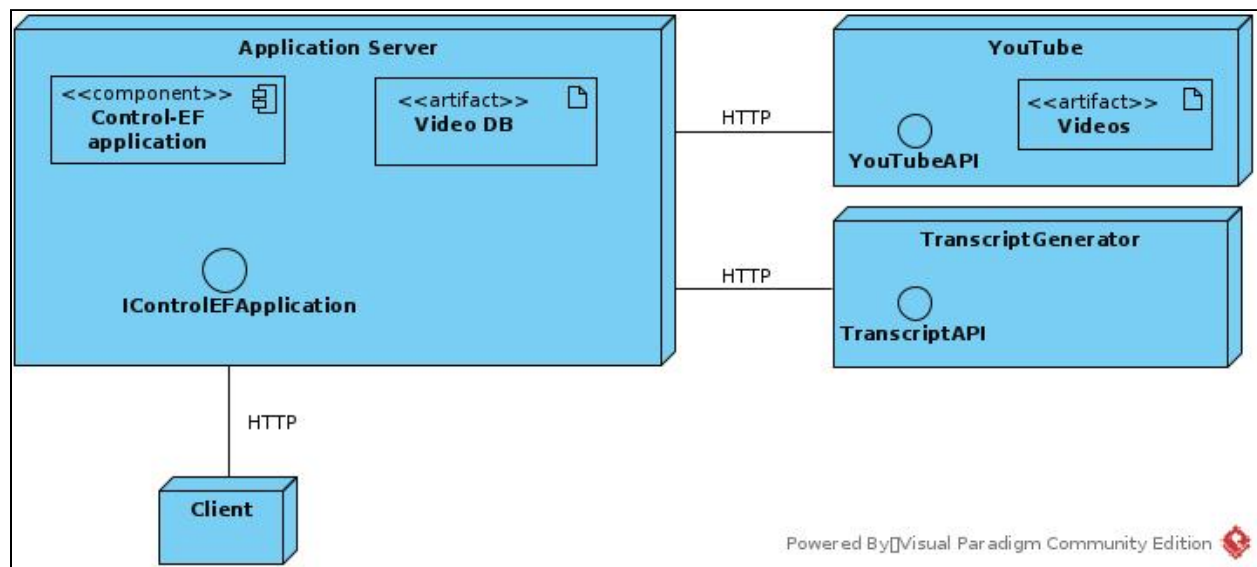 Application Server
<<component>>
Control-EF
application
<<artifact>>
Video DB
IControlEFApplication
HTTP
YouTube
<<artifact>>
Videos
YouTubeAPI
HTTP
TranscriptGenerator
TranscriptAPI
HTTP
Client
Powered By▯Visual Paradigm Community Edition